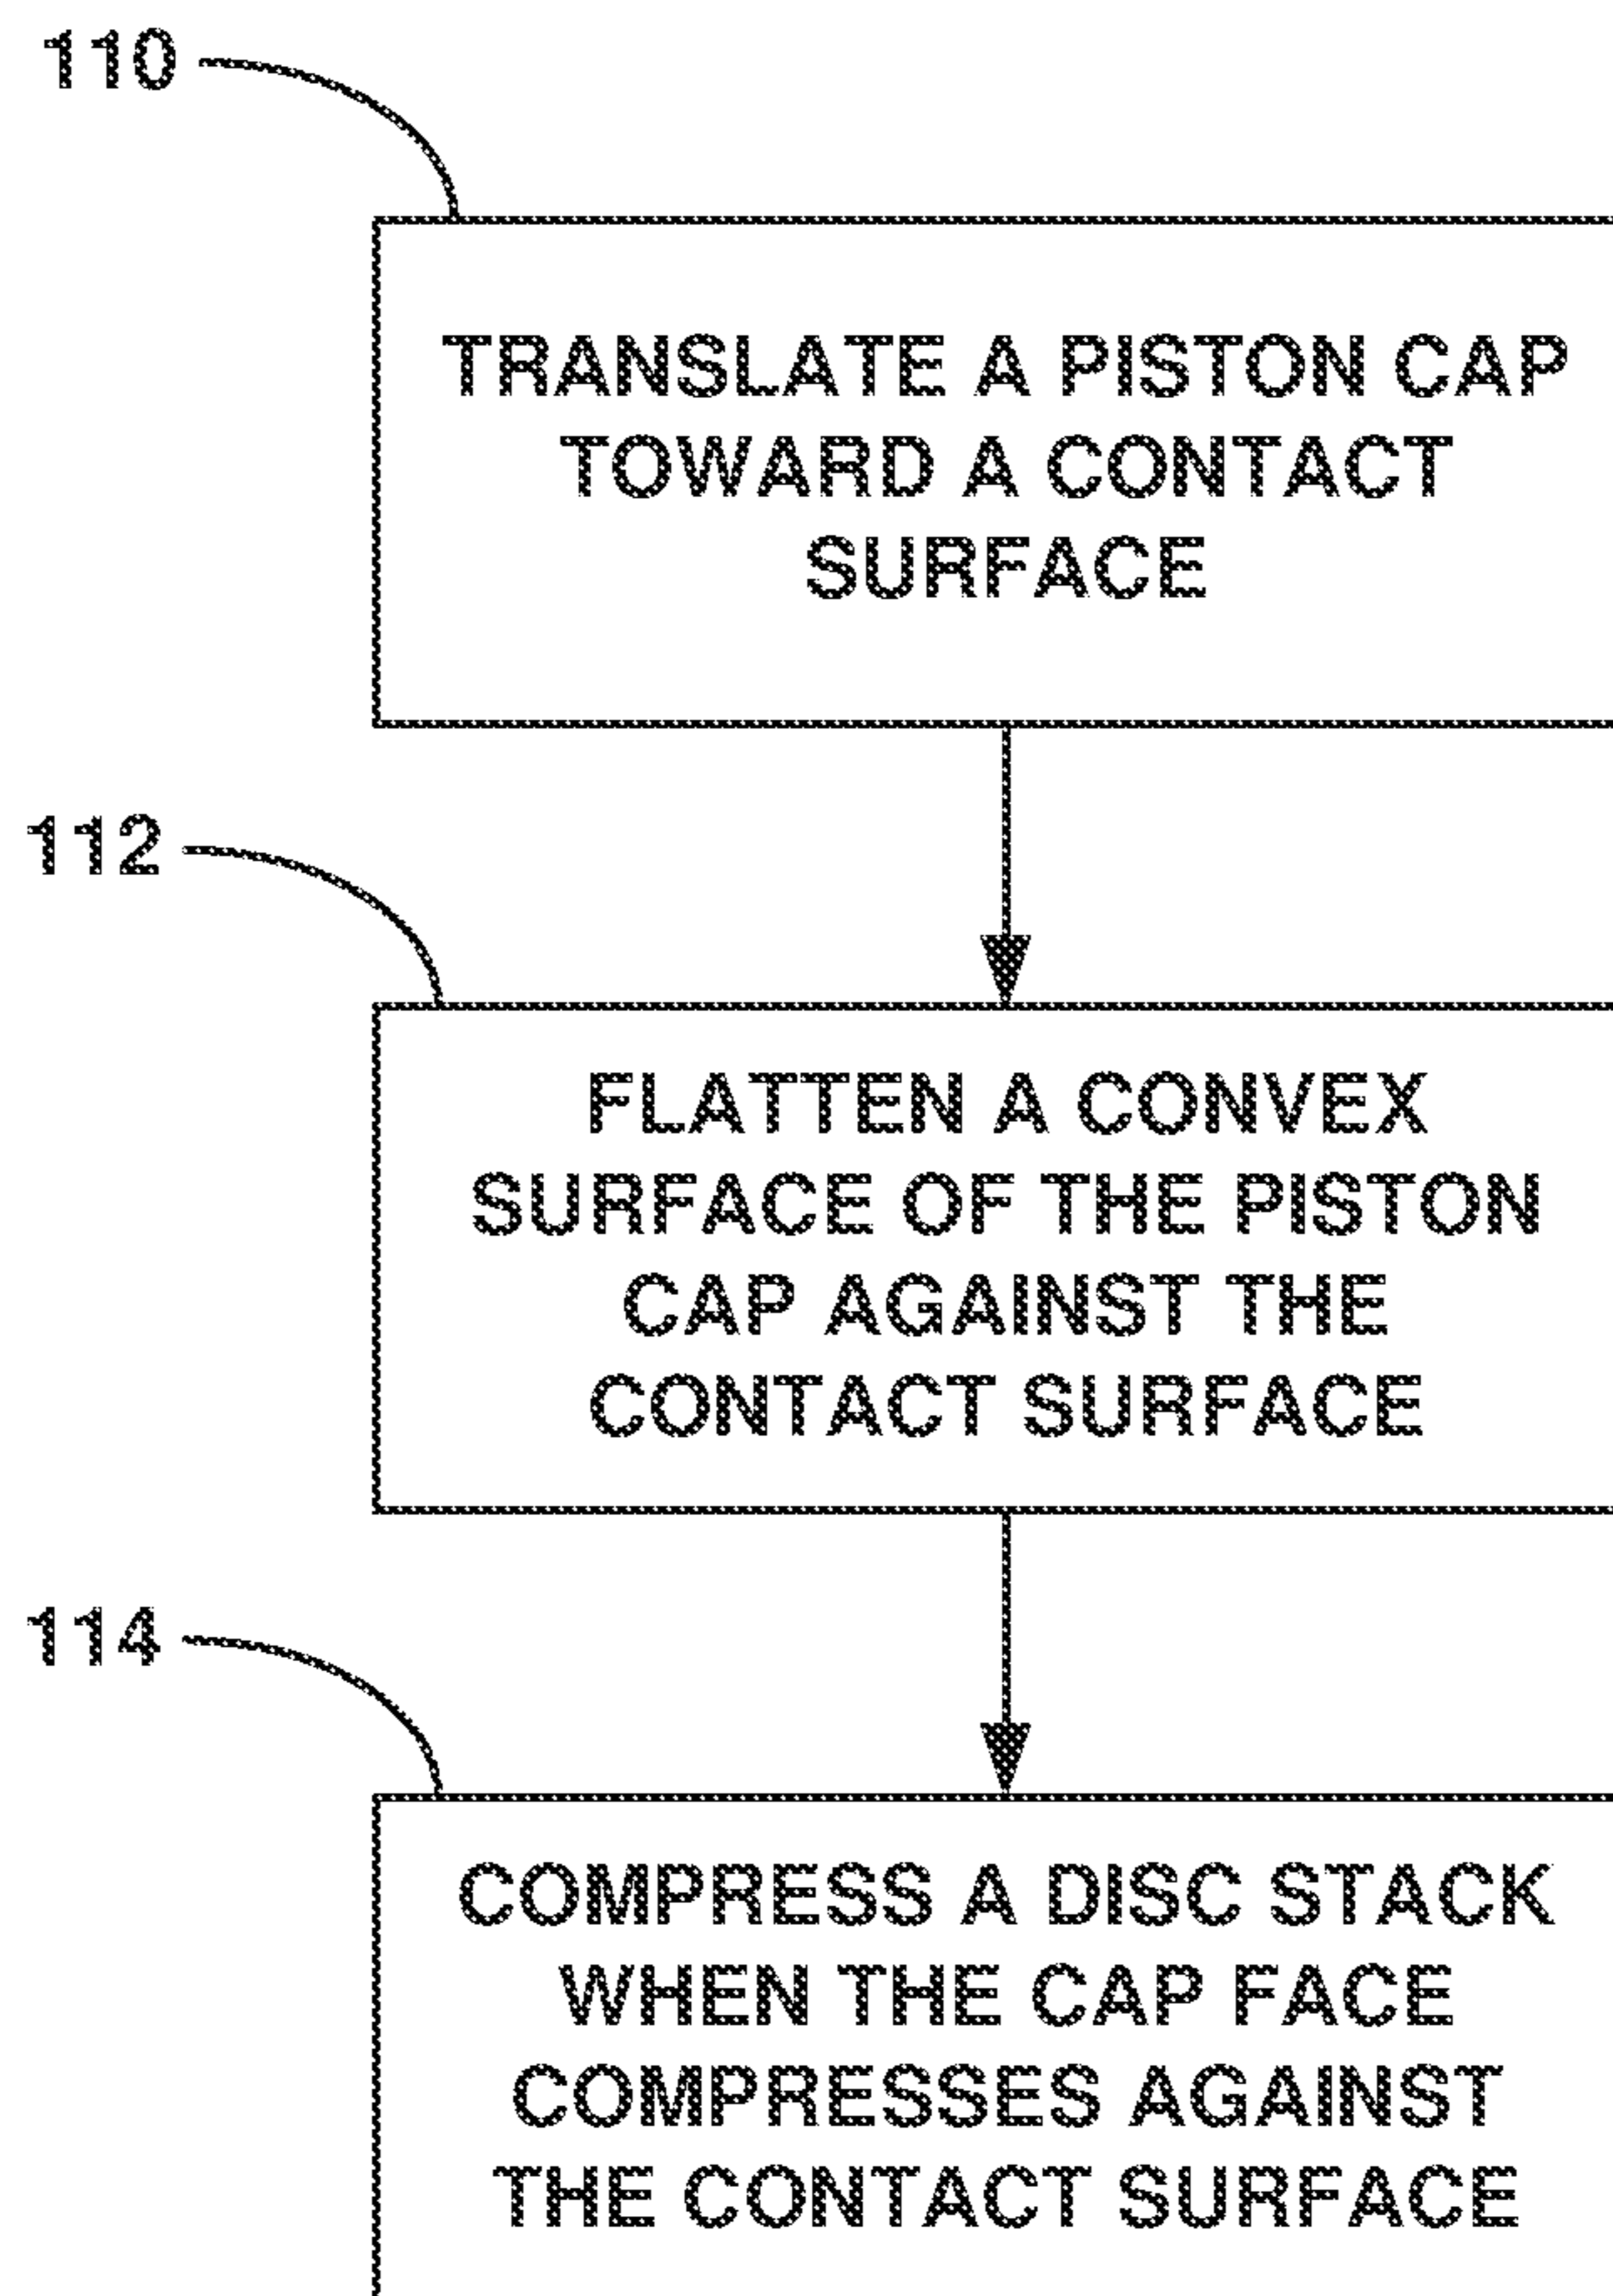 110
TRANSLATE A PISTON CAP
TOWARD A CONTACT
SURFACE
112
FLATTEN A CONVEX
SURFACE OF THE PISTON
CAP AGAINST THE
CONTACT SURFACE
114
COMPRESS A DISC STACK
WHEN THE CAP FACE
COMPRESSES AGAINST
THE CONTACT SURFACE